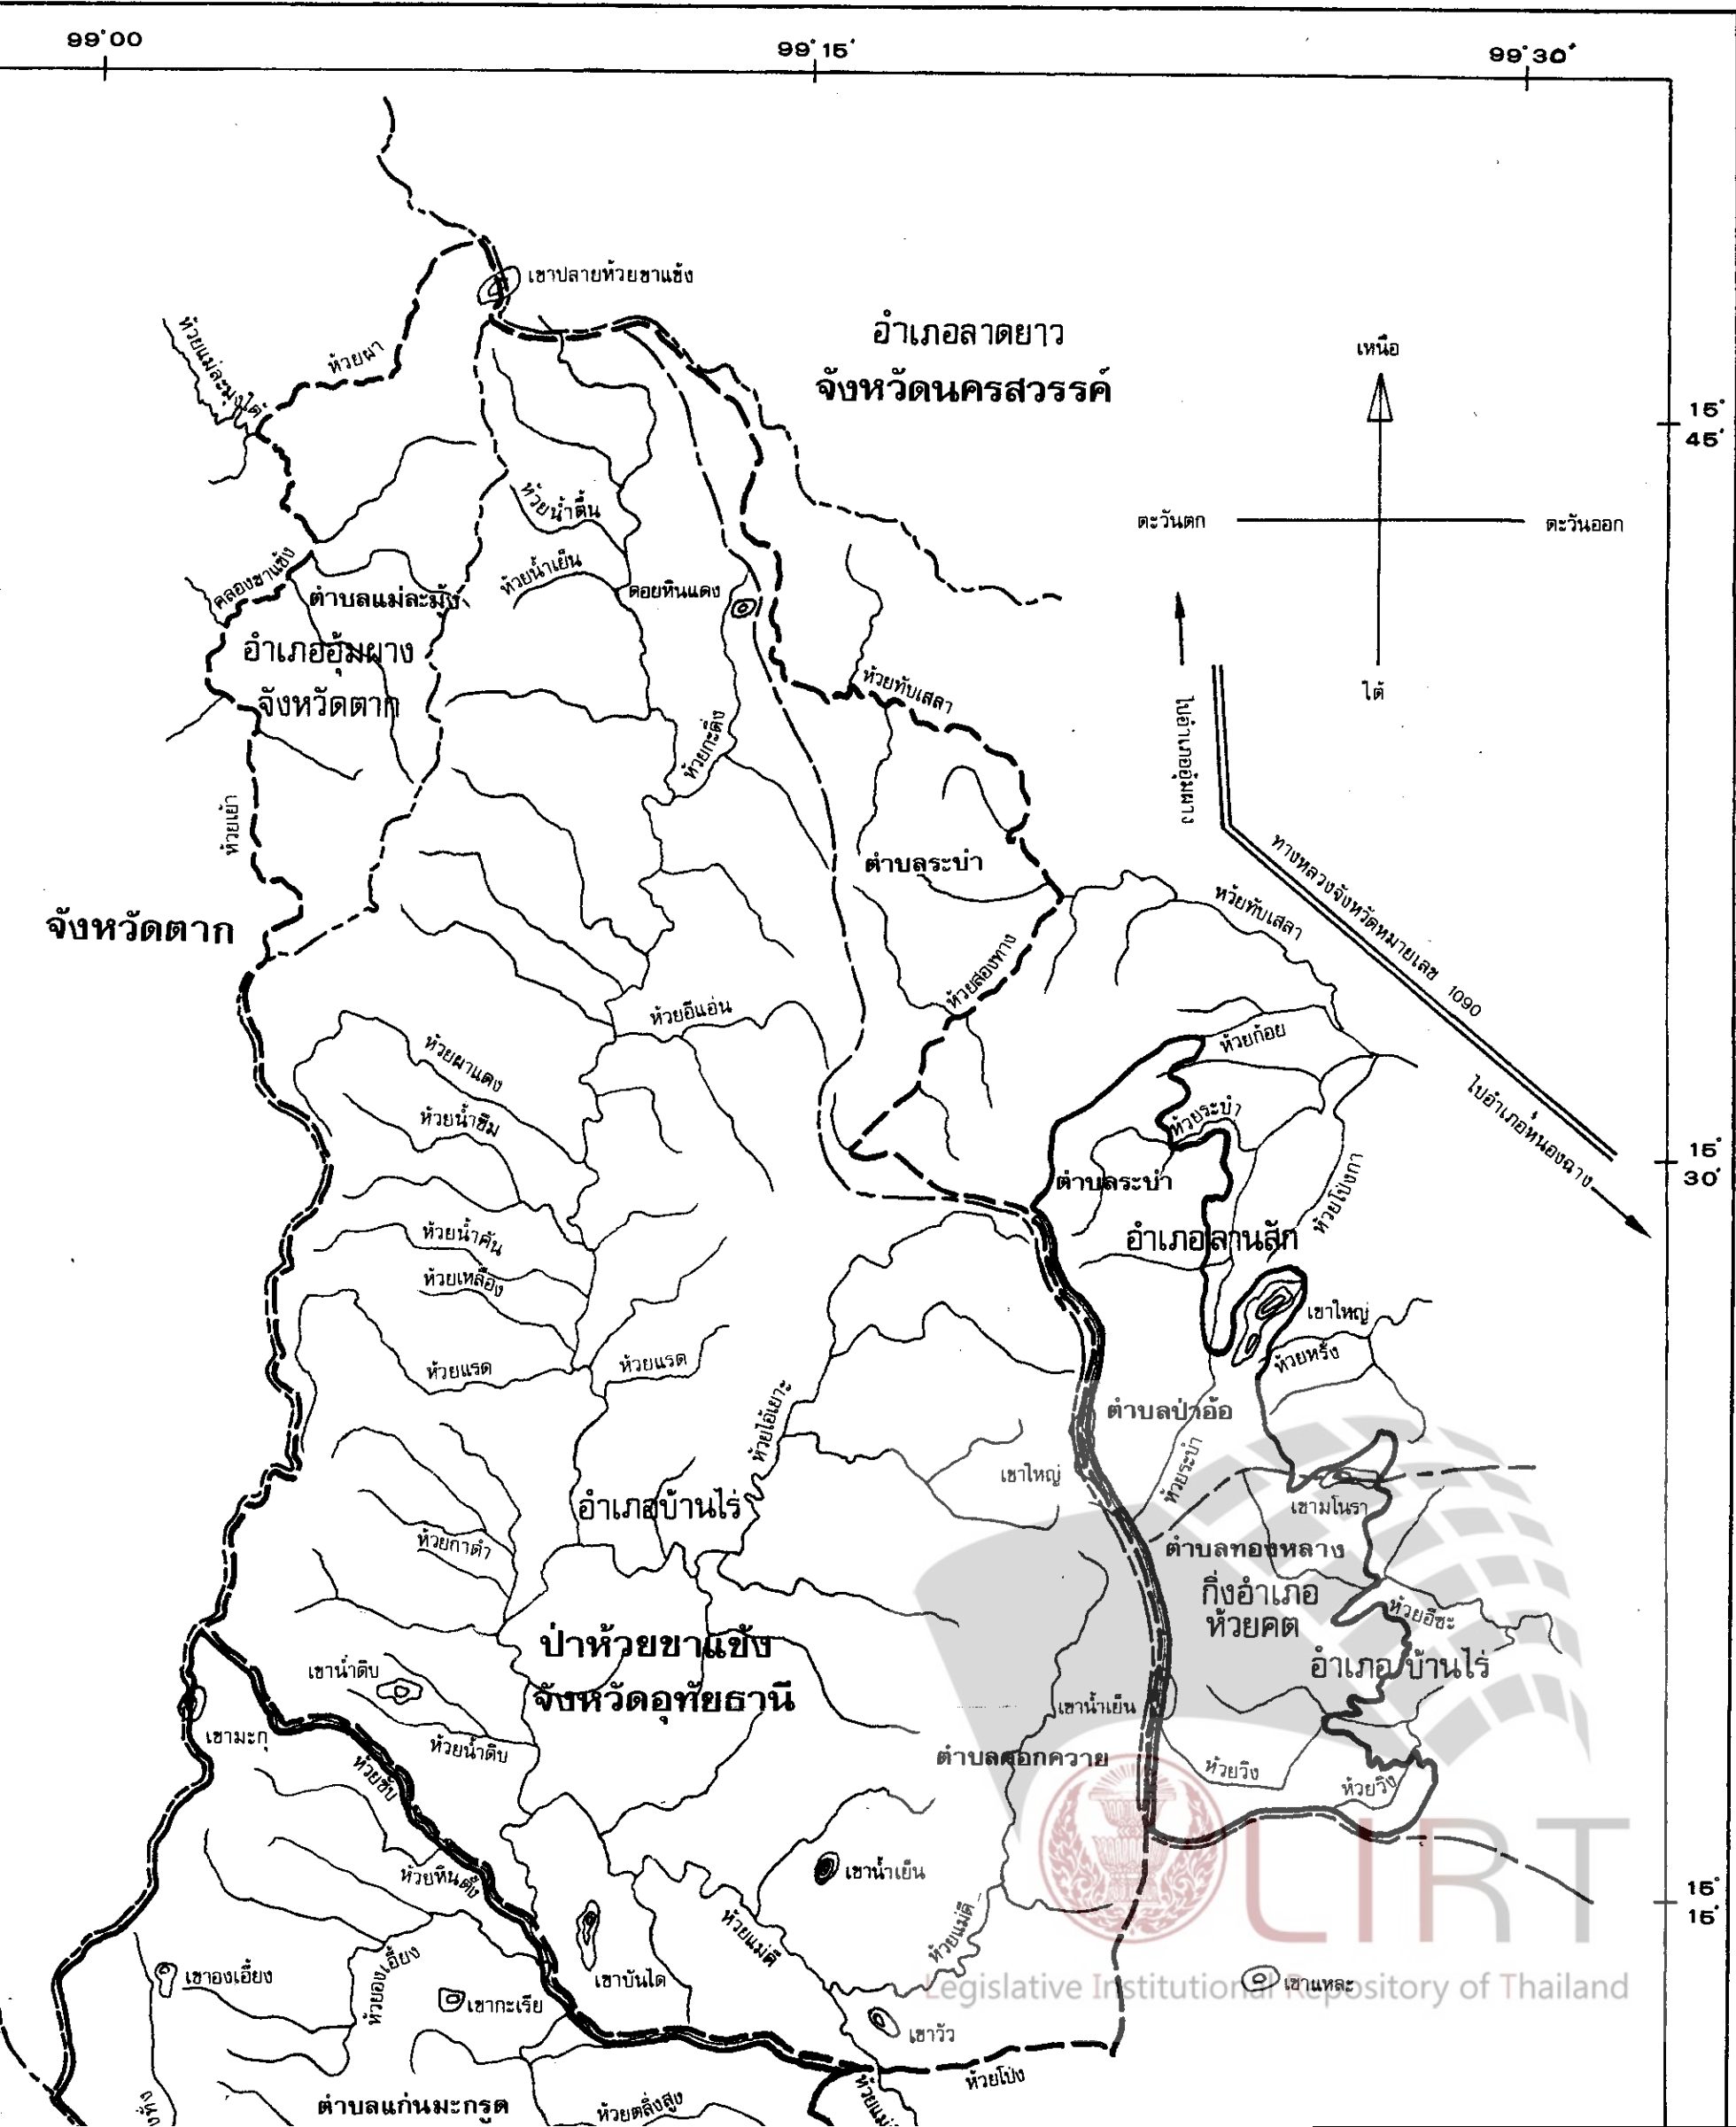 99°00
99°15'
99°30'
เขาปลายห้วยขาแข้ง
อำเภอลาดยาว
จังหวัดนครสวรรค์
เหนือ
15°
45'
ห้วยแม่ละมุงใต้
ห้วยผา
ตะวันตก
ตะวันออก
ใต้
ห้วยน้ำตื้น
ห้วยน้ำเย็น
คลองขาแข้ง
ตำบลแม่ละมุ้ง
อำเภออุ้มผาง
จังหวัดตาก
ดอยหินแดง
ห้วยทับเสลา
ไปอำเภออุ้มผาง
ห้วยกะดิง
ห้วยเย้า
ตำบลระบำ
ทางหลวงจังหวัดหมายเลข 1090
ห้วยทับเสลา
จังหวัดตาก
ห้วยสองทาง
ห้วยอีแอ่น
ห้วยผาแดง
ห้วยก้อย
ไปอำเภอหนองฉาง
ห้วยน้ำซึม
ห้วยระบำ
15°
30'
ตำบลระบำ
ห้วยโป่งกา
อำเภอลานสัก
ห้วยน้ำคัน
ห้วยเหลือง
เขาใหญ่
ห้วยแรด
ห้วยแรด
ห้วยหริ่ง
ห้วยไอ้เยาะ
ตำบลป่าอ้อ
เขาใหญ่
ห้วยระบำ
อำเภอบ้านไร่
เขามโนรา
ห้วยกาดำ
ตำบลทองหลาง
กิ่งอำเภอ
ห้วยคต
ห้วยอีซะ
ป่าห้วยขาแข้ง
จังหวัดอุทัยธานี
อำเภอบ้านไร่
เขาน้ำดิบ
เขาน้ำเย็น
เขามะกุ
ห้วยน้ำดิบ
ตำบลคอกควาย
ห้วยวิง
ห้วยวิง
ห้วยซับ
ห้วยหินตั้ง
เขาน้ำเย็น
15°
15'
LIRT
ห้วยแม่ดี
ห้วยแม่ดี
เขาองเอี้ยง
ห้วยองเอี้ยง
เขากะเรีย
เขาบันได
เขาแหละ
Legislative Institutional Repository of Thailand
เขาวัว
ห้วยโป่ง
ตำบลแก่นมะกรูด
ห้วยตลิ่งสูง